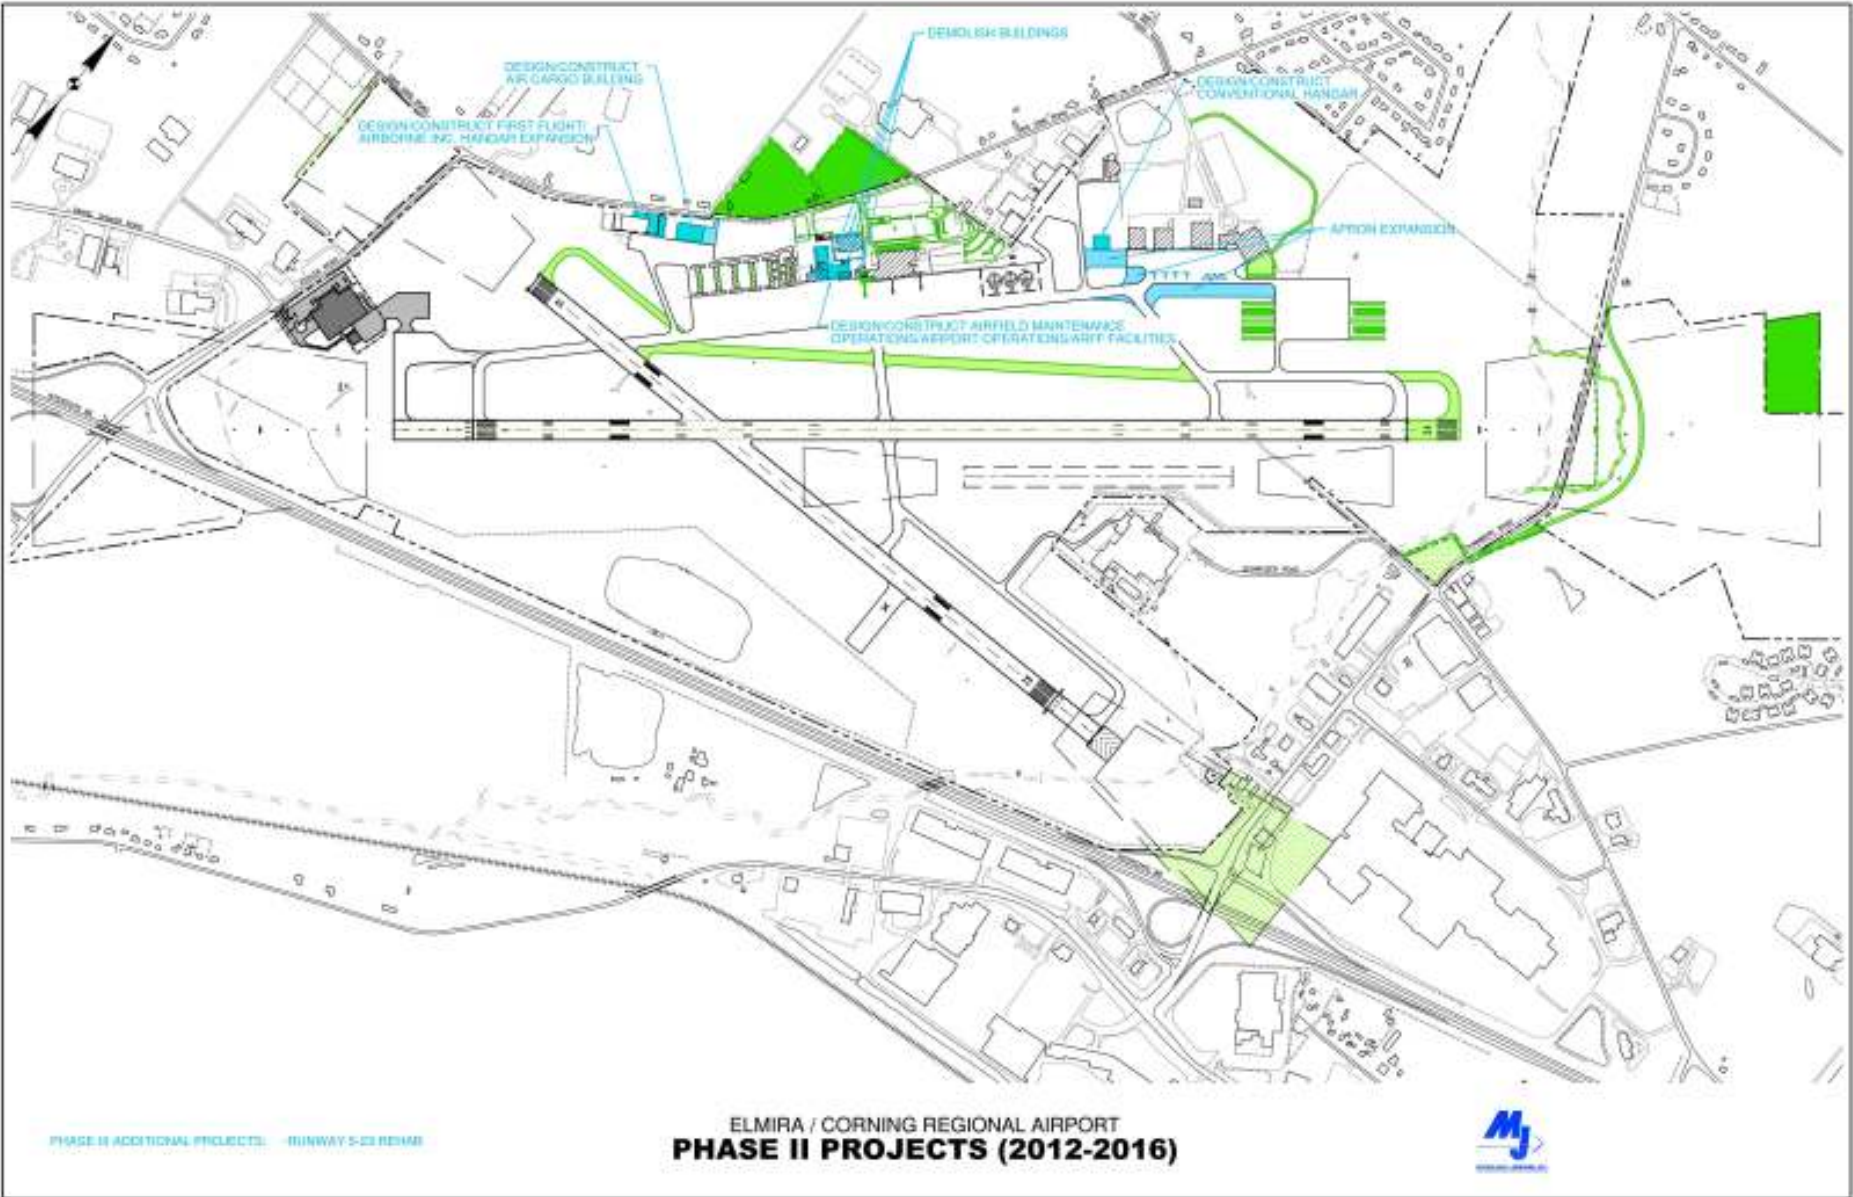 DEMOLISH BUILDINGS
DESIGN/CONSTRUCT
AIR CARGO BUILDING
DESIGN/CONSTRUCT
CONVENTIONAL HANGAR
DESIGN/CONSTRUCT FIRST FLIGHT/
AIRBORNE INC. HANGAR EXPANSION
APRON EXPANSION
DESIGN/CONSTRUCT AIRFIELD MAINTENANCE
OPERATIONS/AIRPORT OPERATIONS/ARFF FACILITIES
ELMIRA / CORNING REGIONAL AIRPORT
PHASE II PROJECTS (2012-2016)
PHASE III ADDITIONAL PROJECTS: -RUNWAY 5-23 REHAB
MJ